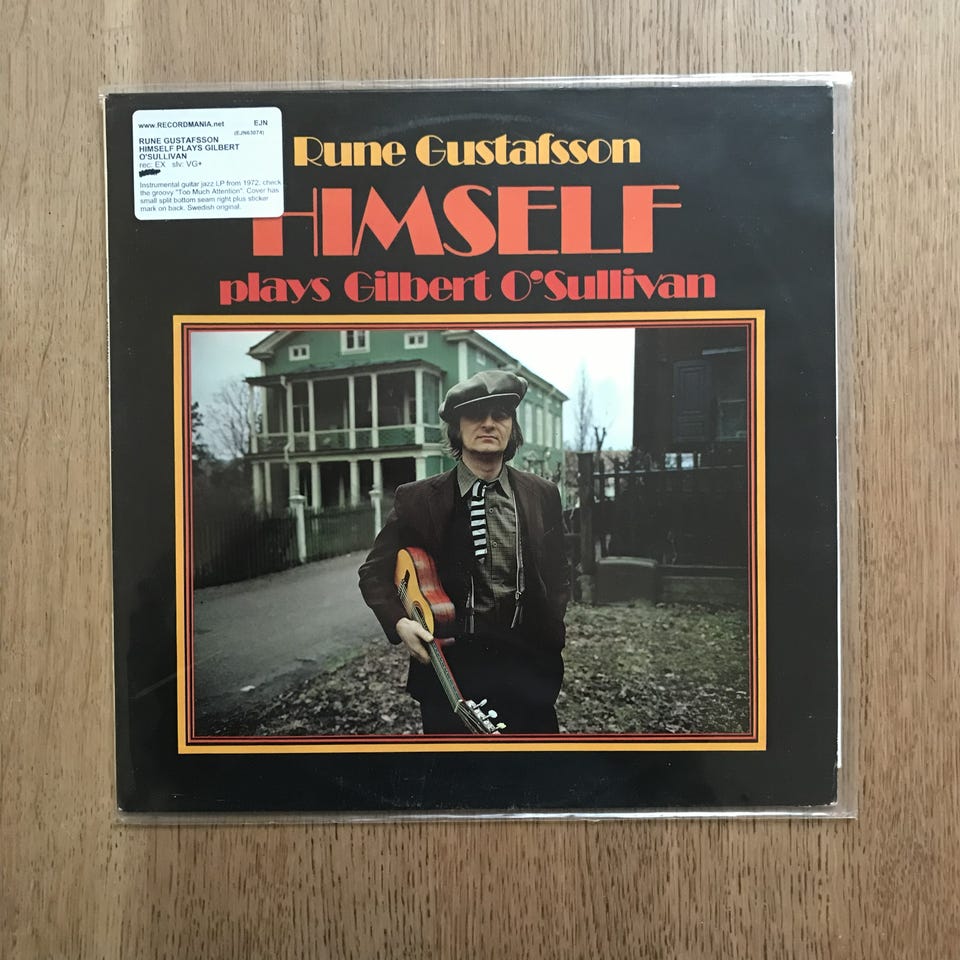 www.RECORDMANIA.net EJN
(EJN63074)
RUNE GUSTAFSSON
HIMSELF PLAYS GILBERT
O'SULLIVAN
rec: EX slv: VG+
Instrumental guitar jazz LP from 1972, check
the groovy "Too Much Attention". Cover has
small split bottom seam right plus sticker
mark on back. Swedish original.
Rune Gustafsson
HIMSELF
plays Gilbert O'Sullivan